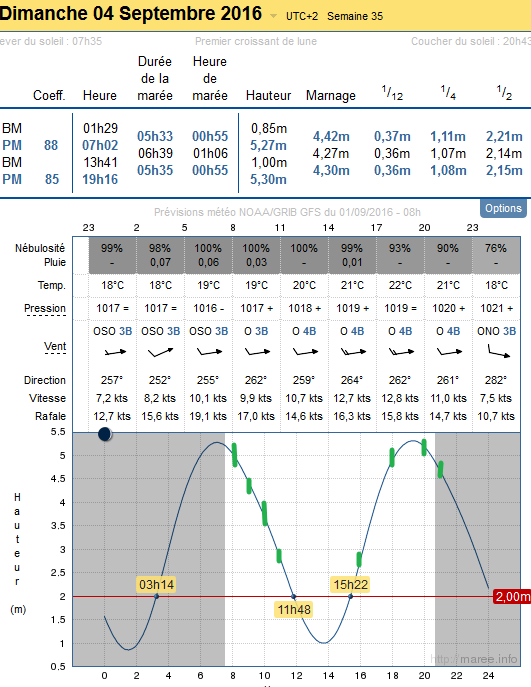 Dimanche 04 Septembre 2016 UTC+2 Semaine 35
ever du soleil : 07h35 Premier croissant de lune Coucher du soleil : 20h43
Durée Heure
de la de la
Coeff. Heure marée marée Hauteur Marnage 1/12 1/4 1/2
BM 01h29 0,85m
05h33 00h55 4,42m 0,37m 1,11m 2,21m
PM 88 07h02 5,27m
06h39 01h06 4,27m 0,36m 1,07m 2,14m
BM 13h41 1,00m
05h35 00h55 4,30m 0,36m 1,08m 2,15m
PM 85 19h16 5,30m
Options
Prévisions météo NOAA/GRIB GFS du 01/09/2016 - 08h
23 2 5 8 11 14 17 20 23
Nébulosité 99% 98% 100% 100% 100% 99% 93% 90% 76%
Pluie - 0,07 0,06 0,03 - 0,01 - - -
Temp. 18°C 18°C 19°C 19°C 20°C 21°C 22°C 21°C 18°C
Pression 1017 = 1017 = 1016 - 1017 + 1018 + 1019 + 1019 = 1020 + 1021 +
OSO 3B OSO 3B OSO 3B O 3B O 4B O 4B O 4B O 4B ONO 3B
Vent
Direction 257° 252° 255° 262° 259° 264° 262° 261° 282°
Vitesse 7,2 kts 8,2 kts 10,1 kts 9,9 kts 10,7 kts 12,7 kts 12,8 kts 11,0 kts 7,5 kts
Rafale 12,7 kts 15,6 kts 19,1 kts 17,0 kts 14,6 kts 16,3 kts 15,8 kts 14,7 kts 10,7 kts
5.5
5
4.5
4
3.5
3
2.5
2
1.5
1
0.5
Hauteur
(m)
03h14 15h22
2,00m
11h48
http://maree.info
0 2 4 6 8 10 12 14 16 18 20 22 24